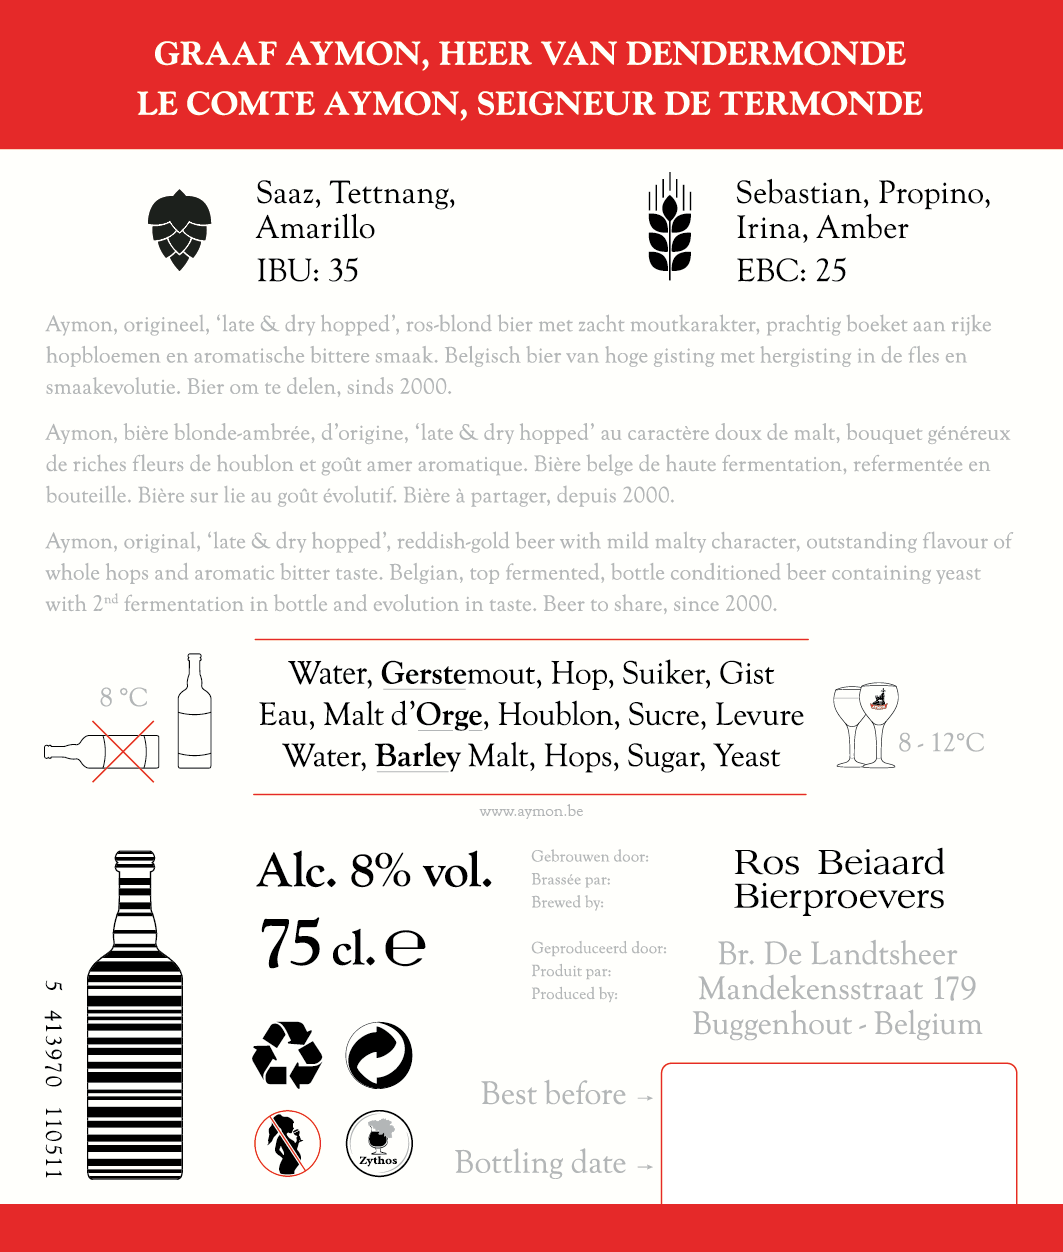 GRAAF AYMON, HEER VAN DENDERMONDE
LE COMTE AYMON, SEIGNEUR DE TERMONDE
Saaz, Tettnang,
Amarillo
IBU: 35
Sebastian, Propino,
Irina, Amber
EBC: 25
Aymon, origineel, ‘late & dry hopped’, ros-blond bier met zacht moutkarakter, prachtig boeket aan rijke
hopbloemen en aromatische bittere smaak. Belgisch bier van hoge gisting met hergisting in de fles en
smaakevolutie. Bier om te delen, sinds 2000.
Aymon, bière blonde-ambrée, d’origine, ‘late & dry hopped’ au caractère doux de malt, bouquet généreux
de riches fleurs de houblon et goût amer aromatique. Bière belge de haute fermentation, refermentée en
bouteille. Bière sur lie au goût évolutif. Bière à partager, depuis 2000.
Aymon, original, ‘late & dry hopped’, reddish-gold beer with mild malty character, outstanding flavour of
whole hops and aromatic bitter taste. Belgian, top fermented, bottle conditioned beer containing yeast
with 2nd fermentation in bottle and evolution in taste. Beer to share, since 2000.
8 °C
Water, Gerstemout, Hop, Suiker, Gist
Eau, Malt d’Orge, Houblon, Sucre, Levure
Water, Barley Malt, Hops, Sugar, Yeast
8 - 12°C
www.aymon.be
5 413970 110511
Alc. 8% vol.
75 cl. e
Gebrouwen door:
Brassée par:
Brewed by:
Ros Beiaard
Bierproevers
Geproduceerd door:
Produit par:
Produced by:
Br. De Landtsheer
Mandekensstraat 179
Buggenhout - Belgium
Zythos
Best before →
Bottling date →